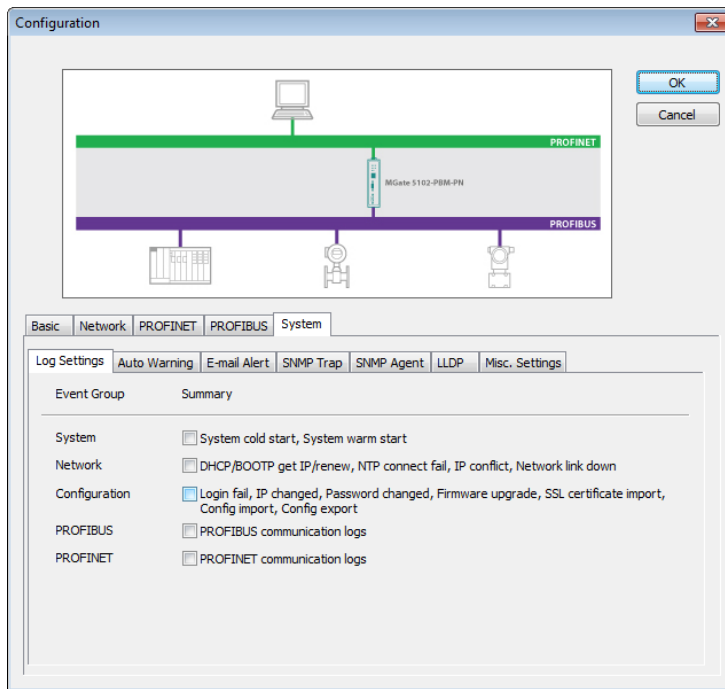 Configuration
OK
Cancel
PROFINET
MGate 5102-PBM-PN
PROFIBUS
Basic Network PROFINET PROFIBUS System
Log Settings Auto Warning E-mail Alert SNMP Trap SNMP Agent LLDP Misc. Settings
Event Group Summary
System System cold start, System warm start
Network DHCP/BOOTP get IP/renew, NTP connect fail, IP conflict, Network link down
Configuration Login fail, IP changed, Password changed, Firmware upgrade, SSL certificate import,
Config import, Config export
PROFIBUS PROFIBUS communication logs
PROFINET PROFINET communication logs